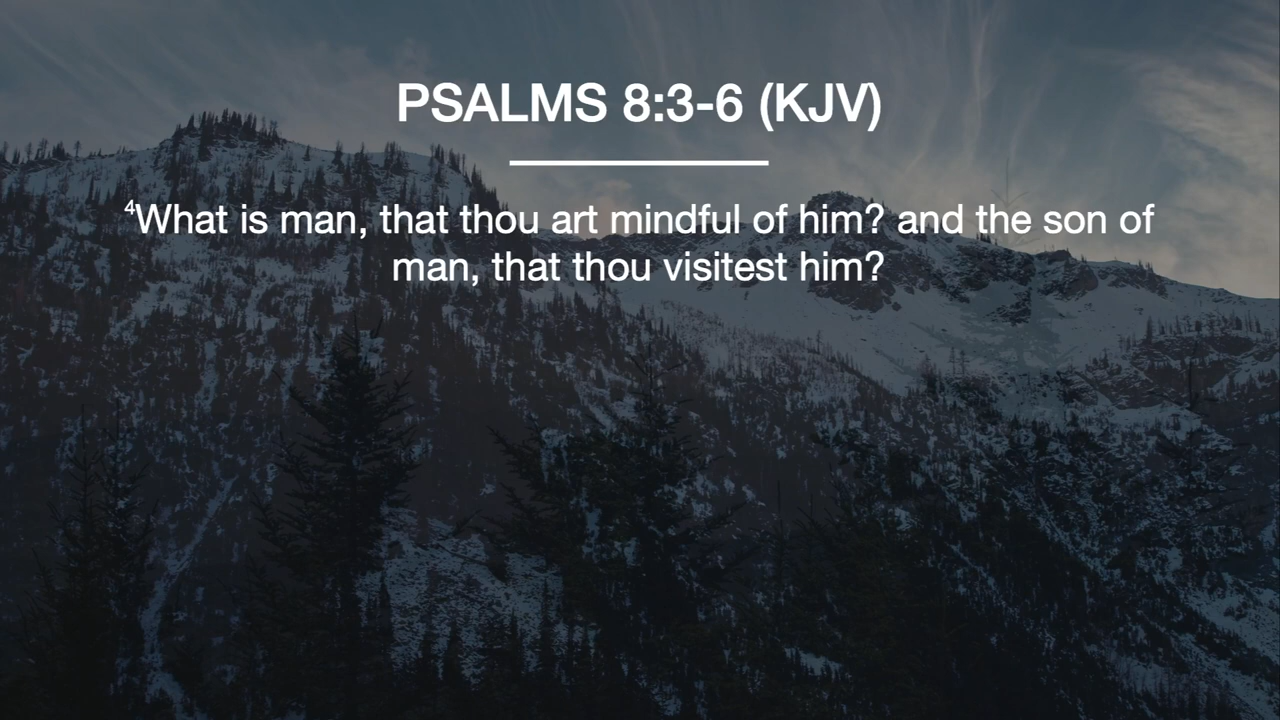 PSALMS 8:3-6 (KJV)
⁴What is man, that thou art mindful of him? and the son of
man, that thou visitest him?